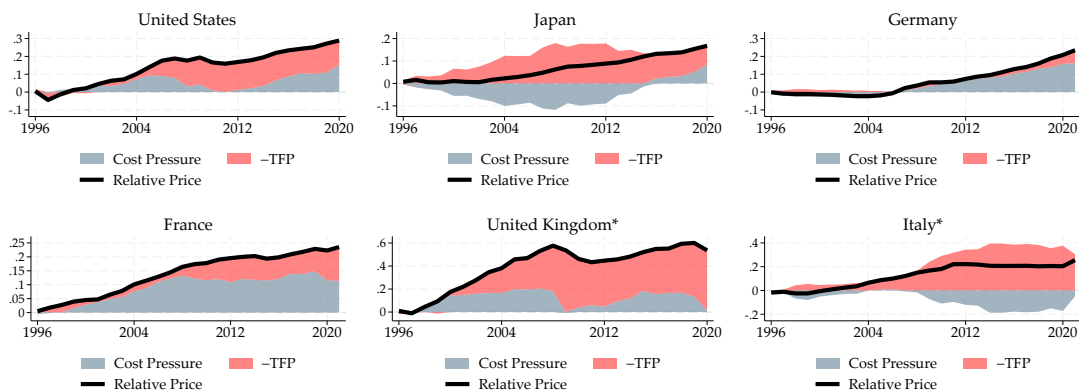 United States
.3
.2
.1
0
-.1
1996 2004 2012 2020
Cost Pressure –TFP
Relative Price
Japan
.2
.1
0
-.1
1996 2004 2012 2020
Cost Pressure –TFP
Relative Price
Germany
.3
.2
.1
0
-.1
1996 2004 2012 2020
Cost Pressure –TFP
Relative Price
France
.25
.2
.15
.1
.05
0
1996 2004 2012 2020
Cost Pressure –TFP
Relative Price
United Kingdom*
.6
.4
.2
0
1996 2004 2012 2020
Cost Pressure –TFP
Relative Price
Italy*
.4
.2
0
-.2
1996 2004 2012 2020
Cost Pressure –TFP
Relative Price